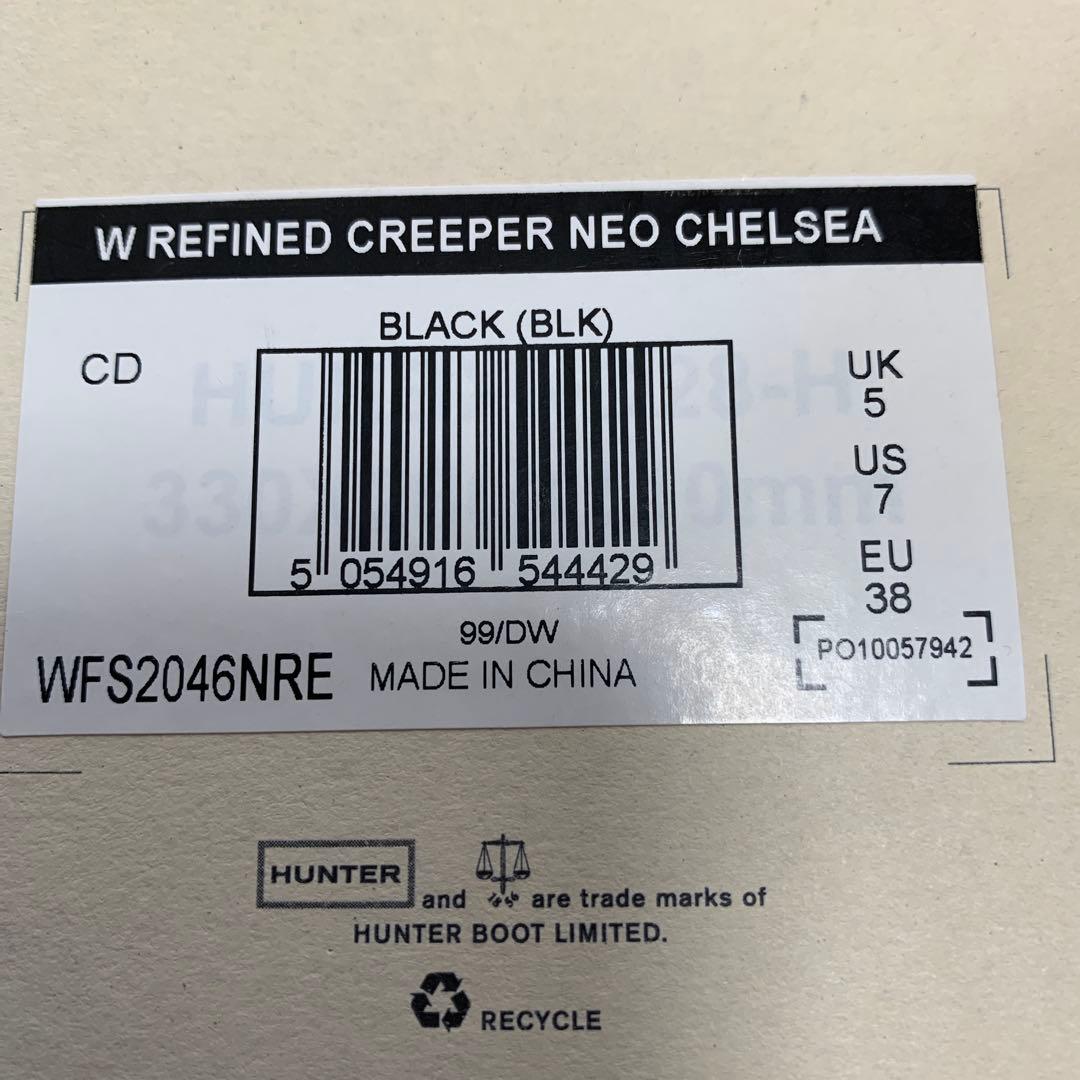 W REFINED CREEPER NEO CHELSEA
BLACK (BLK)
CD
UK
5
US
7
EU
38
5 054916 544429
99/DW
WFS2046NRE
MADE IN CHINA
PO10057942
HUNTER and are trade marks of
HUNTER BOOT LIMITED.
RECYCLE